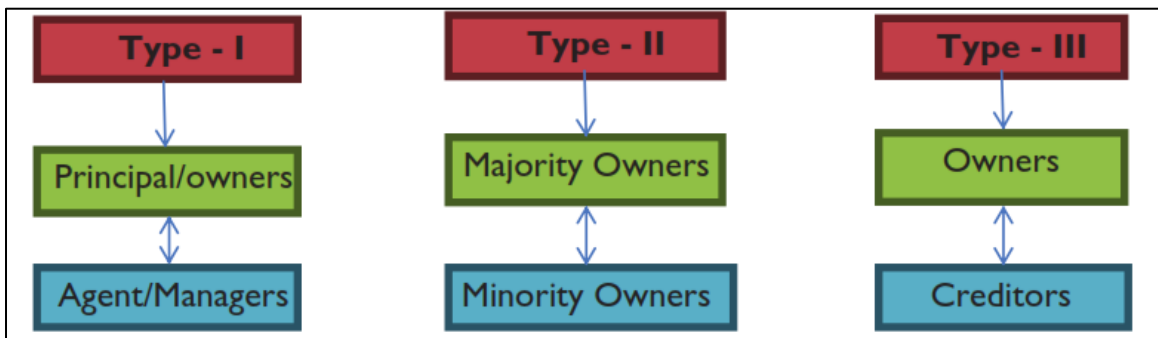 Type - I
Type - II
Type - III
Principal/owners
Majority Owners
Owners
Agent/Managers
Minority Owners
Creditors